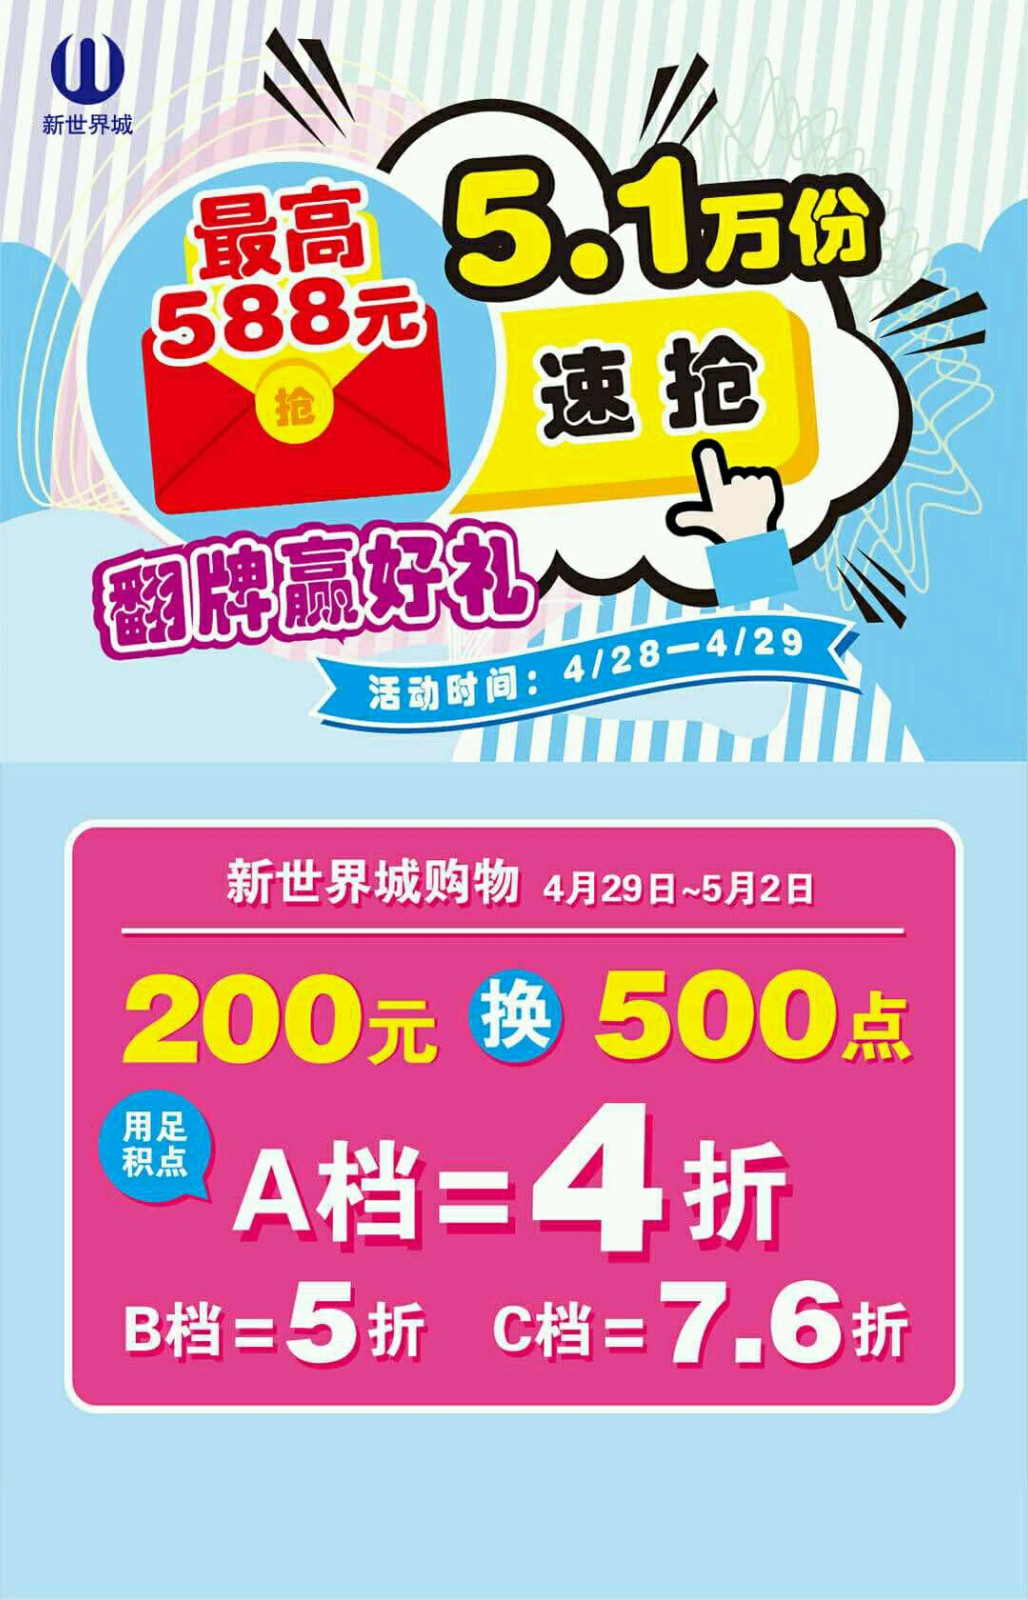 新世界城
最高
588元
抢
5.1万份
速抢
翻牌赢好礼
活动时间：4/28—4/29
新世界城购物 4月29日~5月2日
200元 换 500点
用足
积点
A档=4折
B档=5折 C档=7.6折